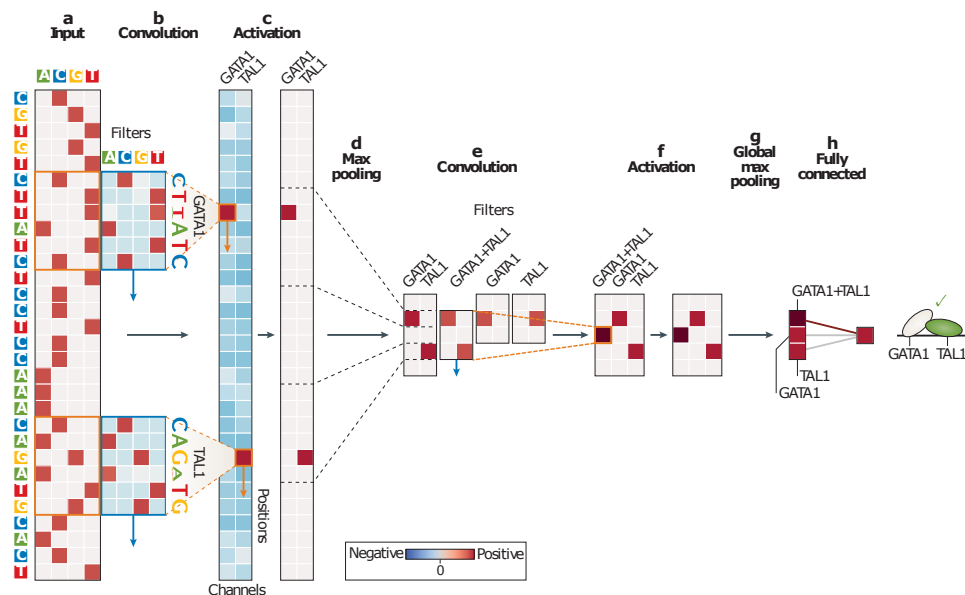 a
Input
b
Convolution
c
Activation
GATA1
TAL1
GATA1
TAL1
A C G T
C
G
T
G
T
C
T
T
A
T
C
T
C
C
T
C
C
A
A
A
C
A
G
A
T
G
C
A
C
T
Filters
A C G T
CTTATC
GATA1
CAGATG
TAL1
Positions
Channels
d
Max
pooling
e
Convolution
Filters
GATA1
TAL1
GATA1+TAL1
GATA1
TAL1
f
Activation
GATA1+TAL1
GATA1
TAL1
g
Global
max
pooling
h
Fully
connected
GATA1+TAL1
TAL1
GATA1
✓
GATA1 TAL1
Negative Positive
0